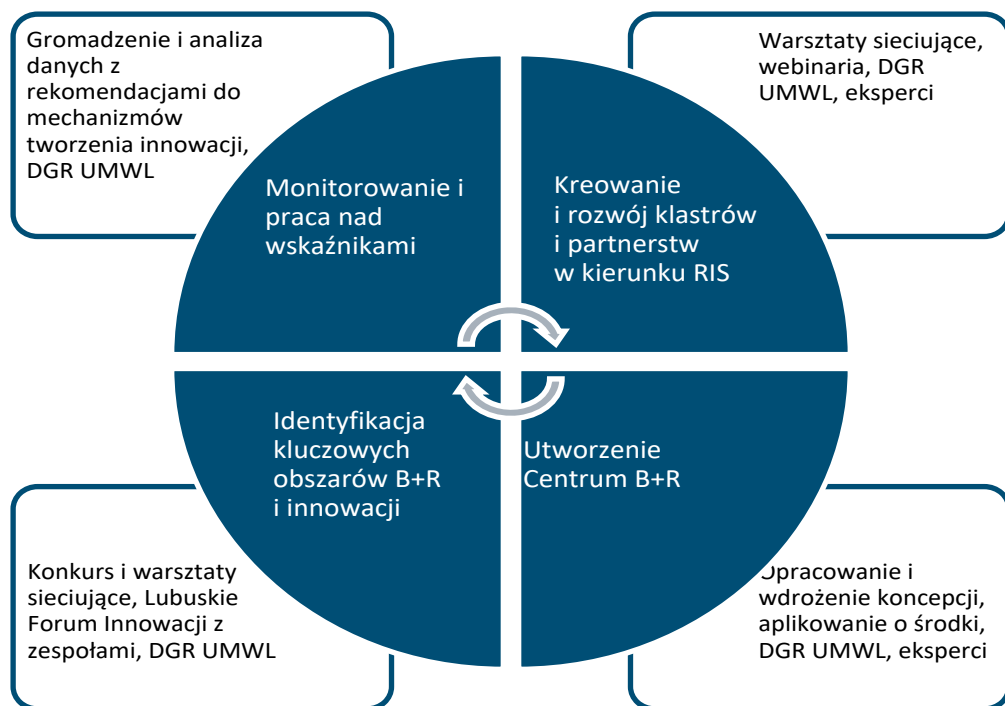 Gromadzenie i analiza
danych z
rekomendacjami do
mechanizmów
tworzenia innowacji,
DGR UMWL
Warsztaty sieciujące,
webinaria, DGR
UMWL, eksperci
Monitorowanie i
praca nad
wskaźnikami
Kreowanie
i rozwój klastrów
i partnerstw
w kierunku RIS
Identyfikacja
kluczowych
obszarów B+R
i innowacji
Utworzenie
Centrum B+R
Konkurs i warsztaty
sieciujące, Lubuskie
Forum Innowacji z
zespołami, DGR UMWL
Opracowanie i
wdrożenie koncepcji,
aplikowanie o środki,
DGR UMWL, eksperci